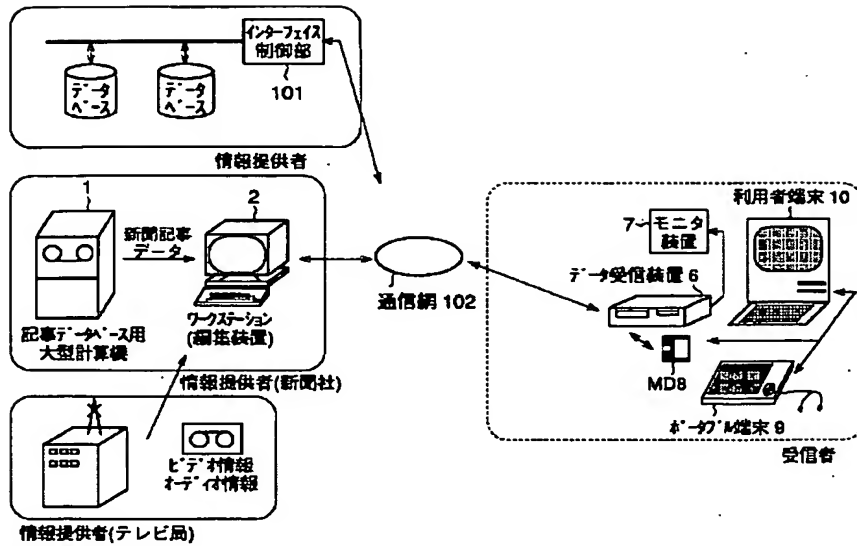 インターフェイス
制御部
101
データ
ベース
データ
ベース
情報提供者
1
2
新聞記事
データ
記事データベース用
大型計算機
ワークステーション
(編集装置)
情報提供者(新聞社)
ビデオ情報
オーディオ情報
情報提供者(テレビ局)
通信網 102
利用者端末 10
7
モニタ
装置
データ受信装置 6
MD8
ポータブル端末 9
受信者